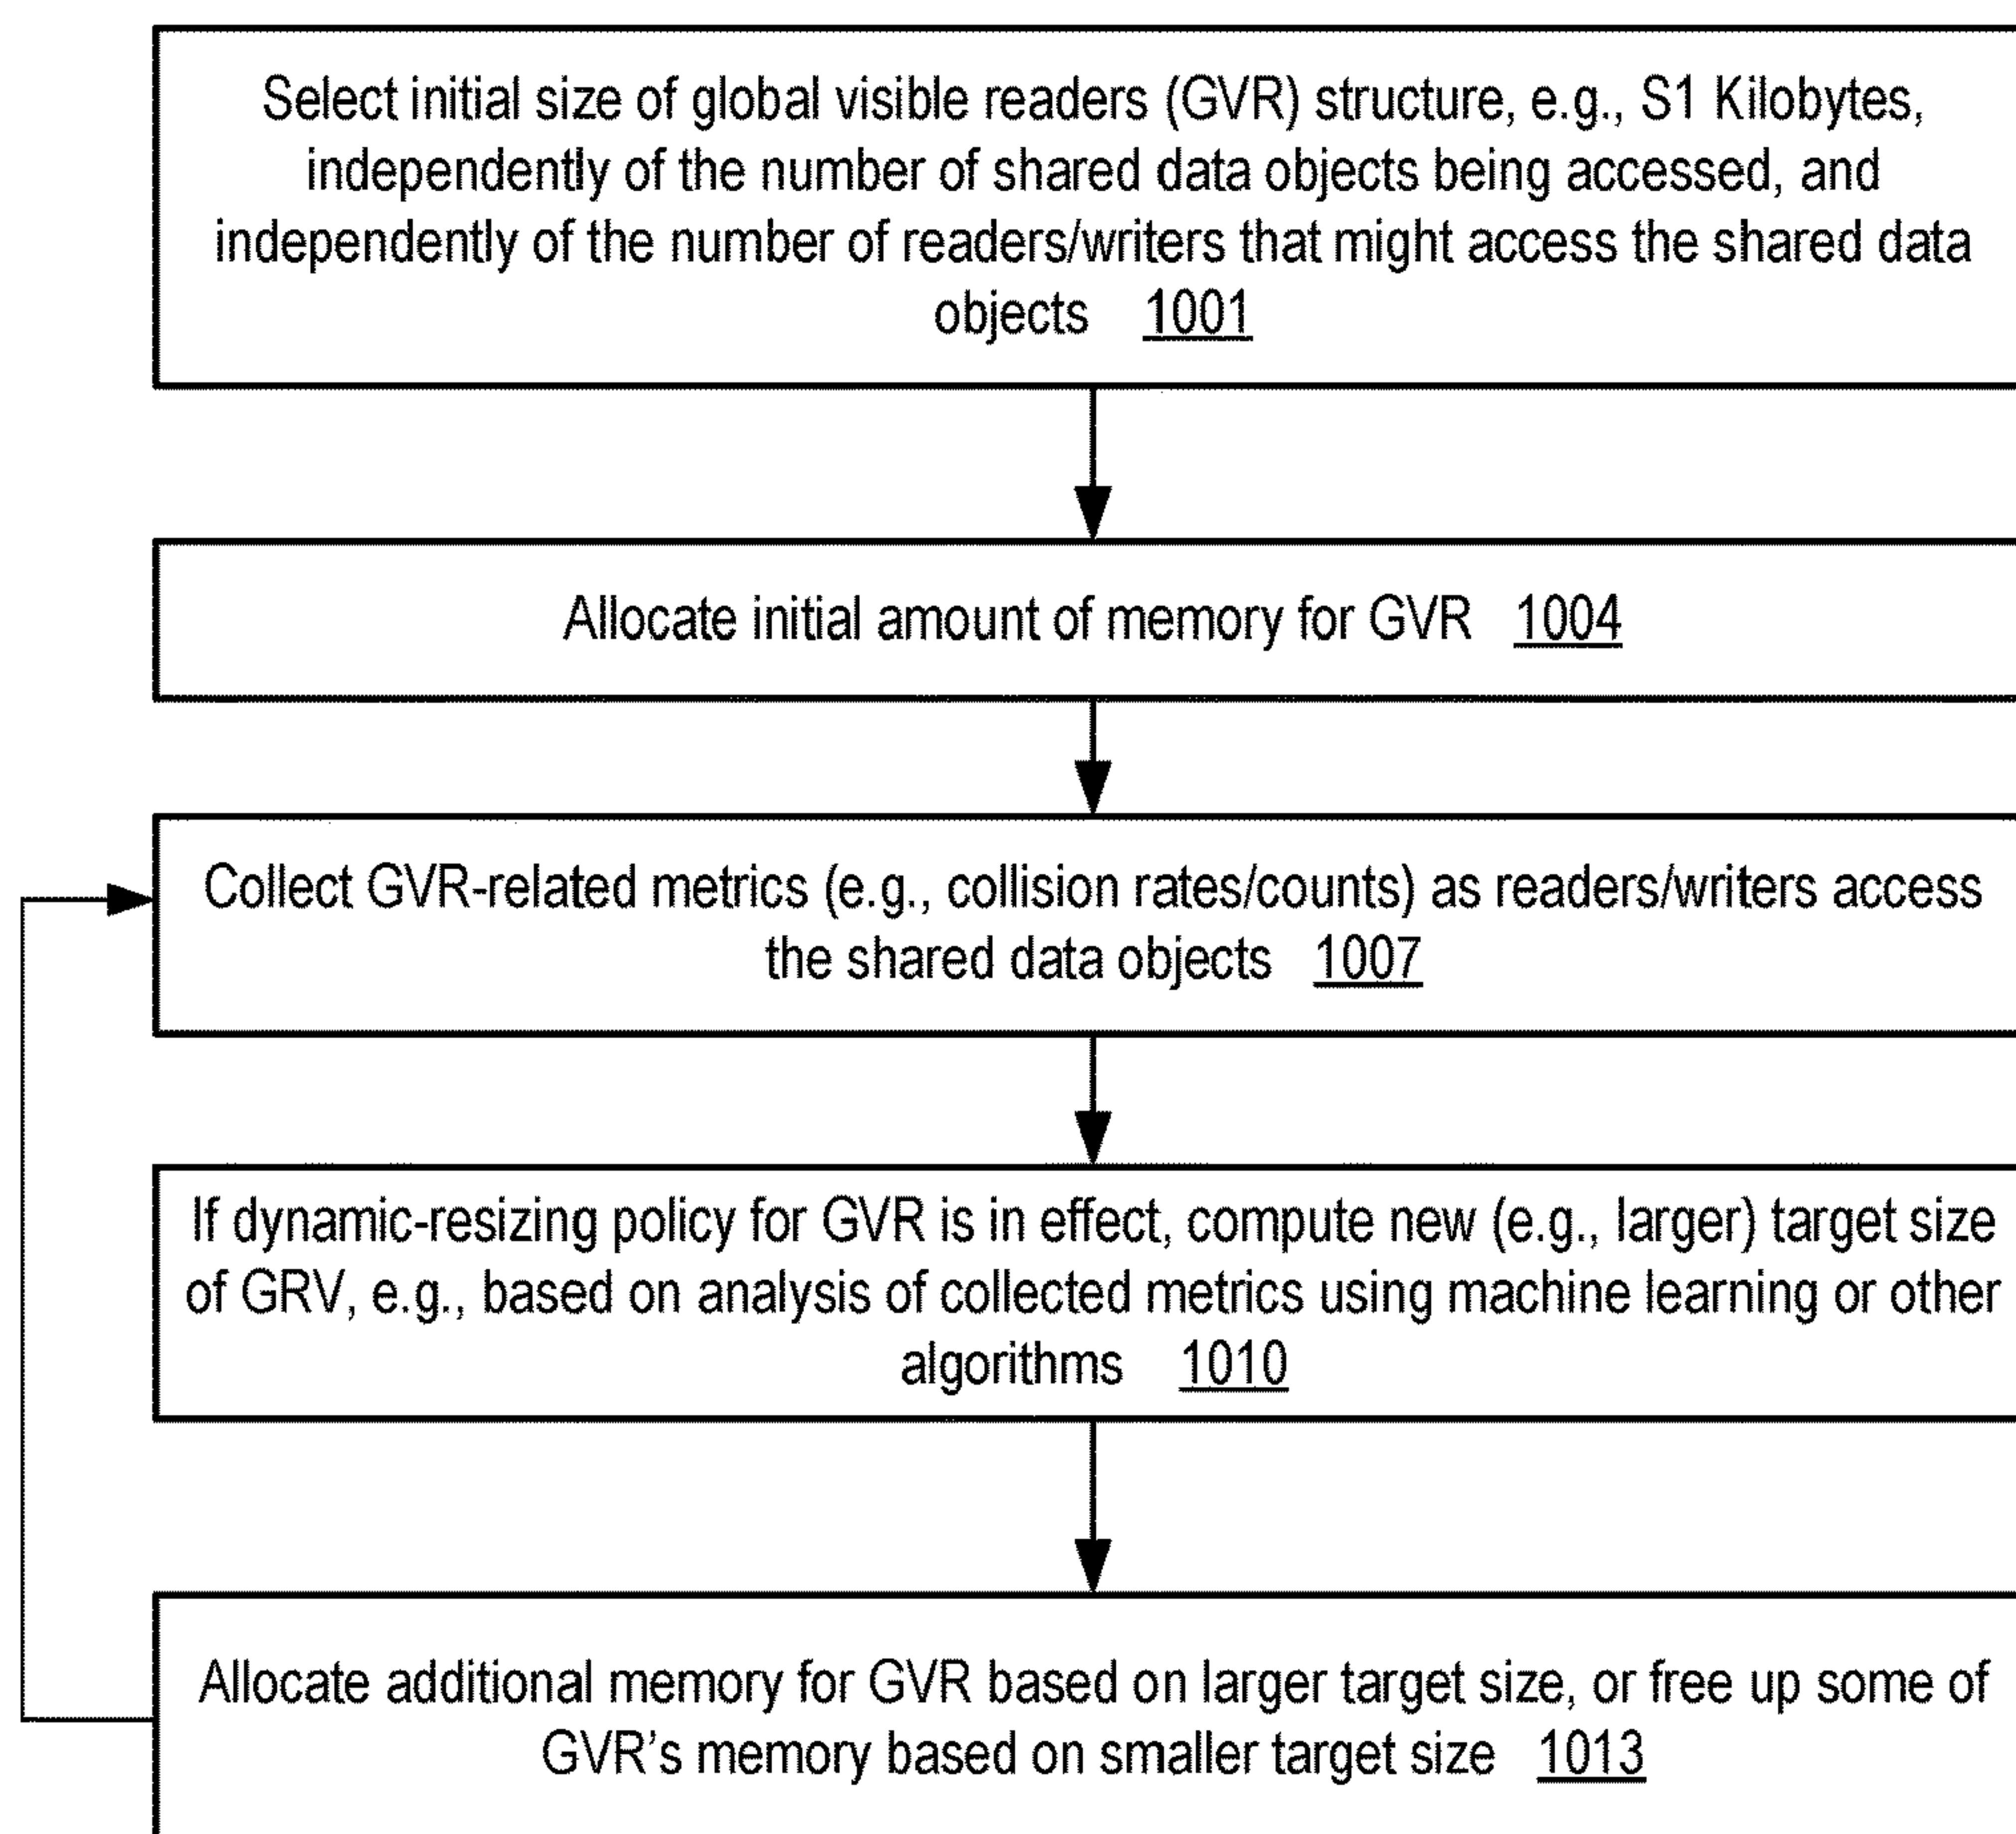 Select initial size of global visible readers (GVR) structure, e.g., S1 Kilobytes,
independently of the number of shared data objects being accessed, and
independently of the number of readers/writers that might access the shared data
objects 1001
Allocate initial amount of memory for GVR 1004
Collect GVR-related metrics (e.g., collision rates/counts) as readers/writers access
the shared data objects 1007
If dynamic-resizing policy for GVR is in effect, compute new (e.g., larger) target size
of GRV, e.g., based on analysis of collected metrics using machine learning or other
algorithms 1010
Allocate additional memory for GVR based on larger target size, or free up some of
GVR's memory based on smaller target size 1013